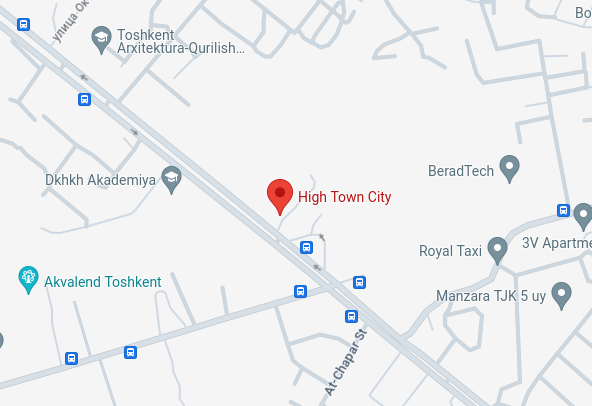 улица Ок
Toshkent
Arxitektura-Qurilish...
Bo
Dkhkh Akademiya
BeradTech
High Town City
3V Apartme
Royal Taxi
Akvalend Toshkent
Manzara TJK 5 uy
At-Chapar St